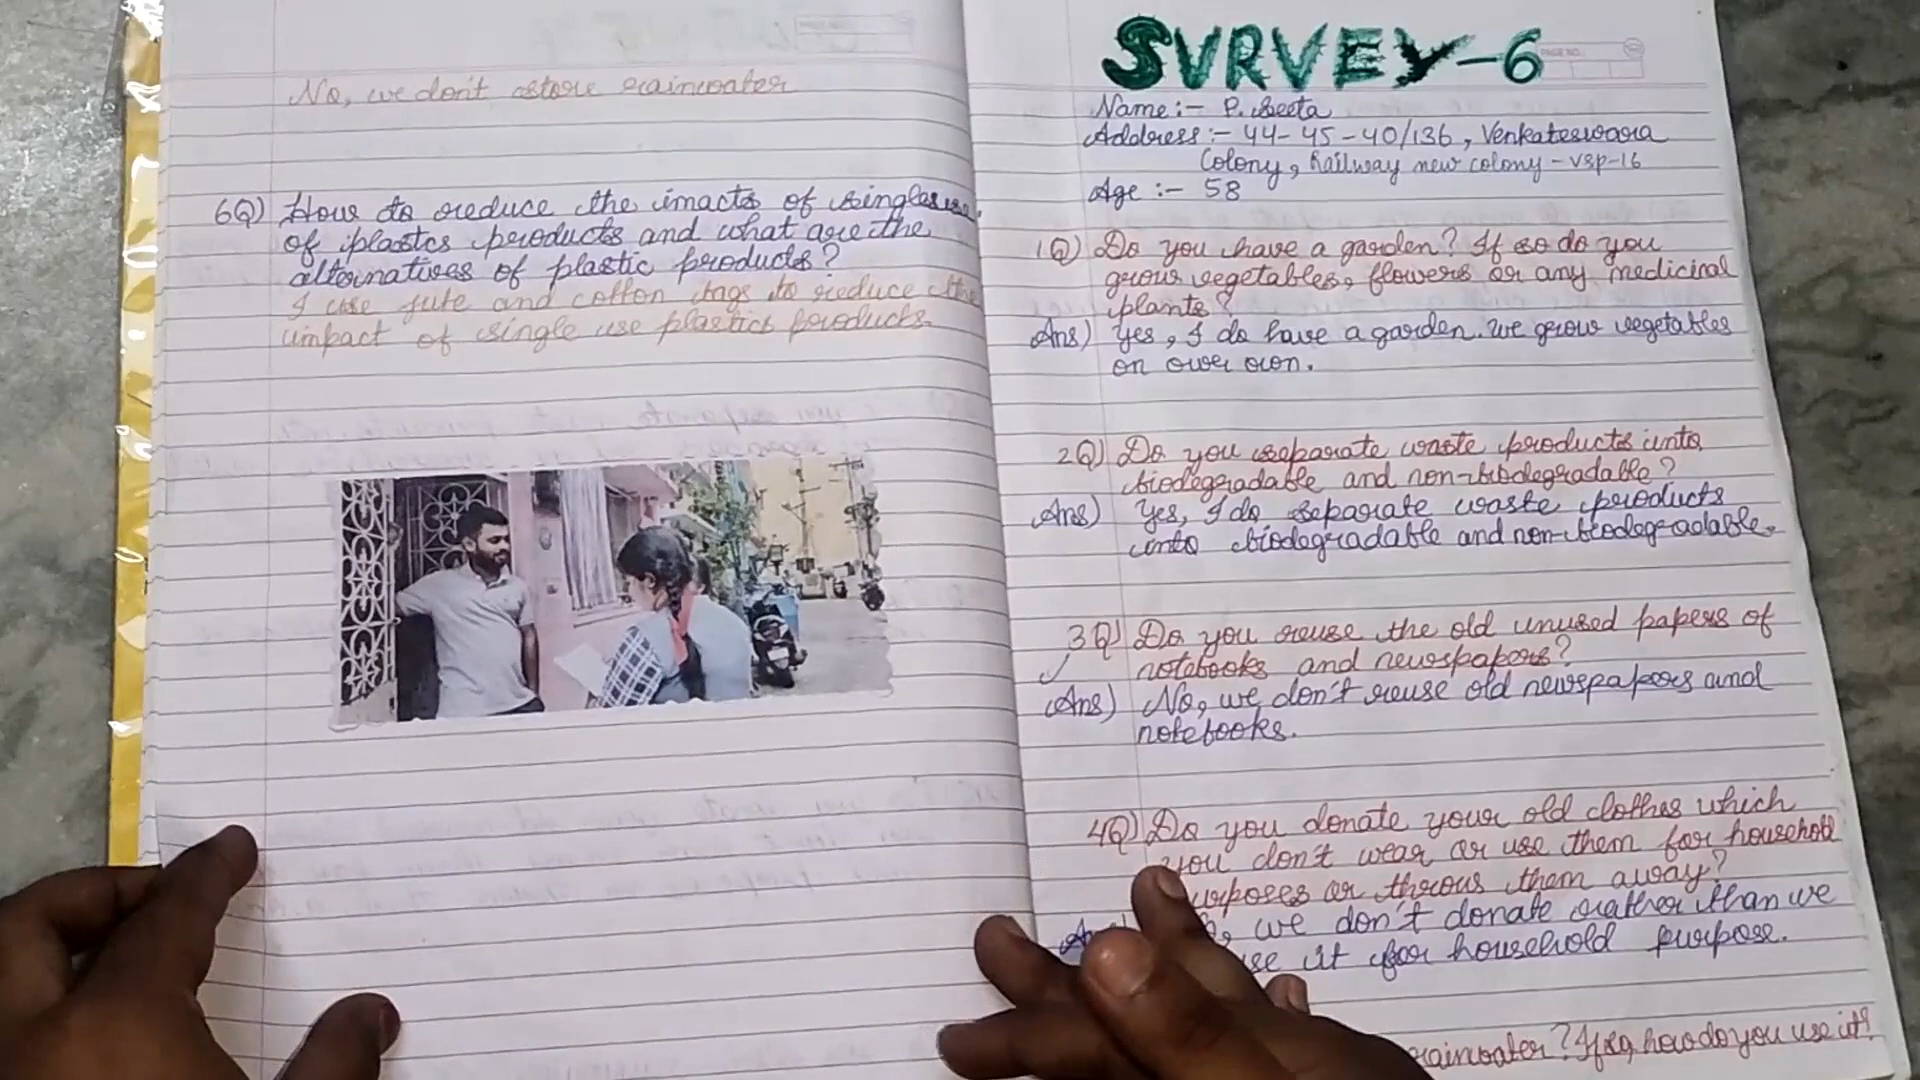 No, we don't store rainwater
6Q) How to reduce the imacts of singleuse
of plastcs products and what are the
alternatives of plastic products?
I use jute and cotton bags to reduce the
impact of single use plastics products.
SURVEY-6
PAGE NO.
Name:- P. Seeta
Address:- 44-45-40/136, Venkateswara
Colony, Railway new colony - vsp-16
Age :- 58
1Q) Do you have a garden? If so do you
grow vegetables, flowers or any medicinal
plants?
Ans) Yes, I do have a garden. We grow vegetables
on over own.
2Q) Do you separate waste products into
biodegradable and non-biodegradable?
Ans) Yes, I do separate waste products
into biodegradable and non-biodegradable.
3Q) Do you reuse the old unused papers of
notebooks and newspapers?
Ans) No, we don't reuse old newspapers and
notebooks.
4Q) Do you donate your old clothes which
you don't wear or use them for household
urposes or throus them away?
we don't donate rather than we
se it for household purpose.
rainwater? If so, how do you use it?